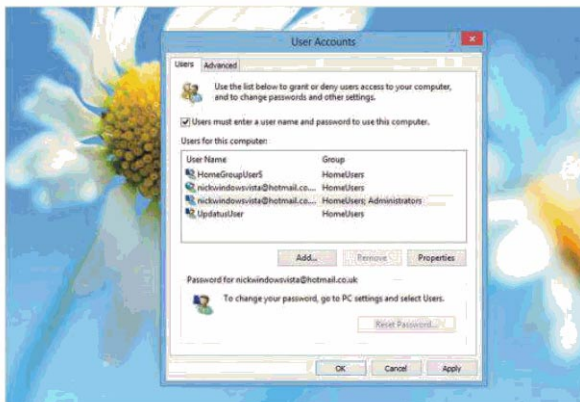 User Accounts
Users Advanced
Use the list below to grant or deny users access to your computer,
and to change passwords and other settings.
Users must enter a user name and password to use this computer.
Users for this computer:
User Name Group
HomeGroupUser$ HomeUsers
nickwindowsvista@hotmail.co.... HomeUsers
nickwindowsvista@hotmail.co.... HomeUsers; Administrators
UpdatusUser HomeUsers
Add... Remove Properties
Password for nickwindowsvista@hotmail.co.uk
To change your password, go to PC settings and select Users.
Reset Password...
OK Cancel Apply